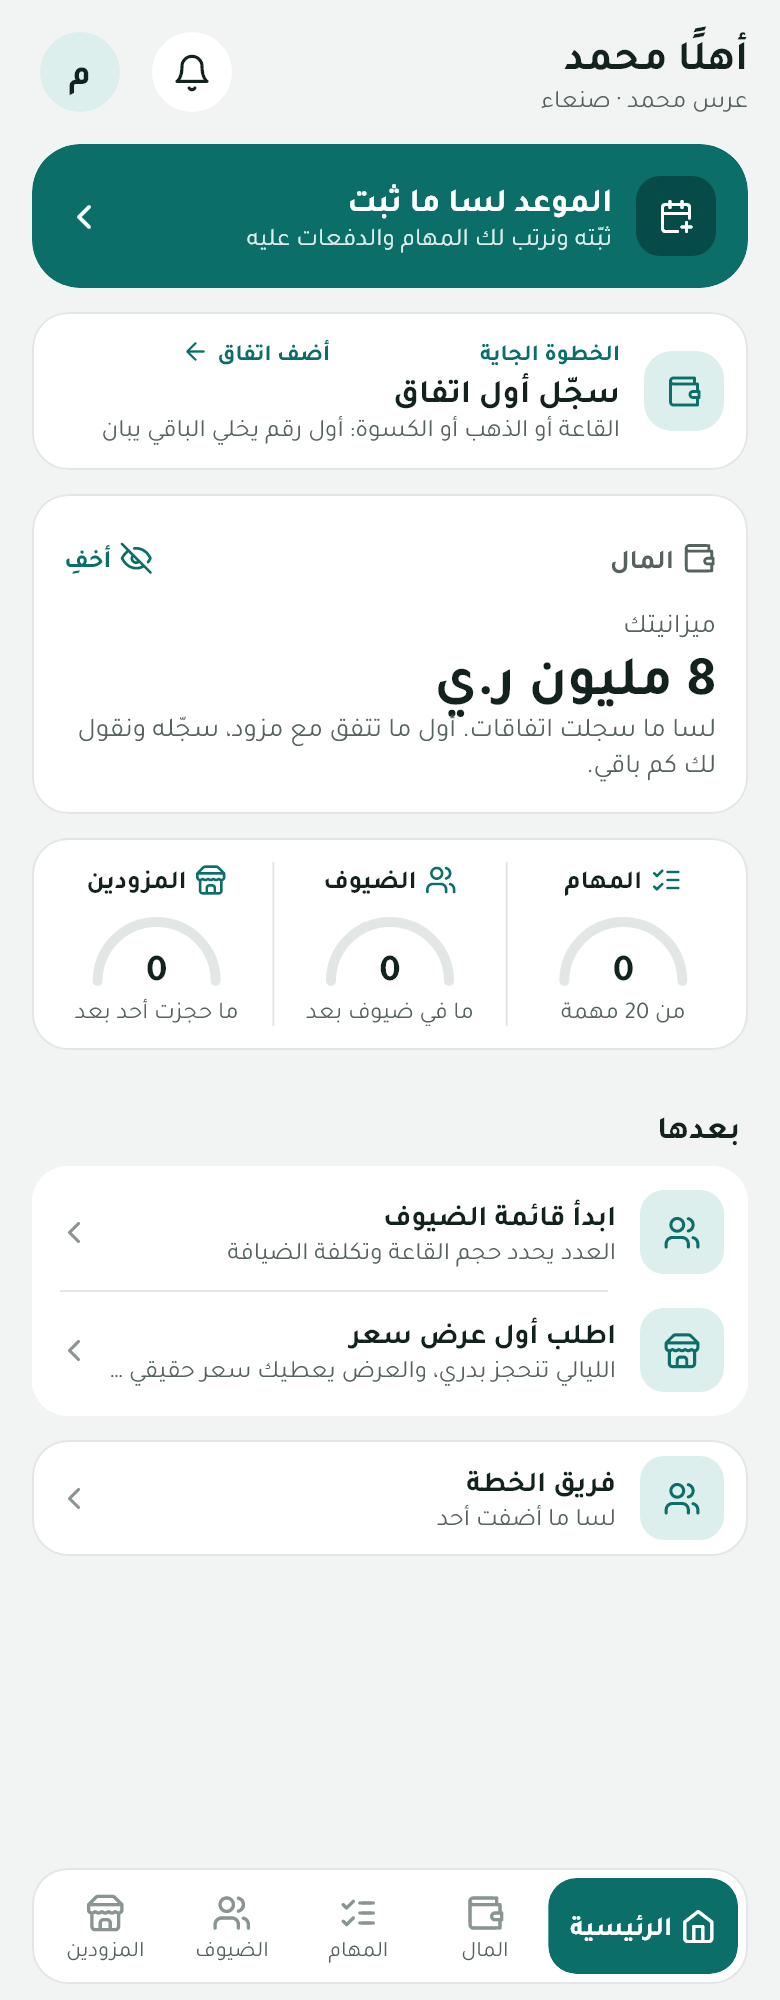 أهلًا محمد
عرس محمد · صنعاء
م
الموعد لسا ما ثبت
ثبّته ونرتب لك المهام والدفعات عليه
الخطوة الجاية
أضف اتفاق
سجّل أول اتفاق
القاعة أو الذهب أو الكسوة: أول رقم يخلي الباقي يبان
المال
أخفِ
ميزانيتك
8 مليون ر.ي
لسا ما سجلت اتفاقات. أول ما تتفق مع مزود، سجّله ونقول
لك كم باقي.
المهام
0
من 20 مهمة
الضيوف
0
ما في ضيوف بعد
المزودين
0
ما حجزت أحد بعد
بعدها
ابدأ قائمة الضيوف
العدد يحدد حجم القاعة وتكلفة الضيافة
اطلب أول عرض سعر
الليالي تنحجز بدري، والعرض يعطيك سعر حقيقي ...
فريق الخطة
لسا ما أضفت أحد
الرئيسية
المال
المهام
الضيوف
المزودين